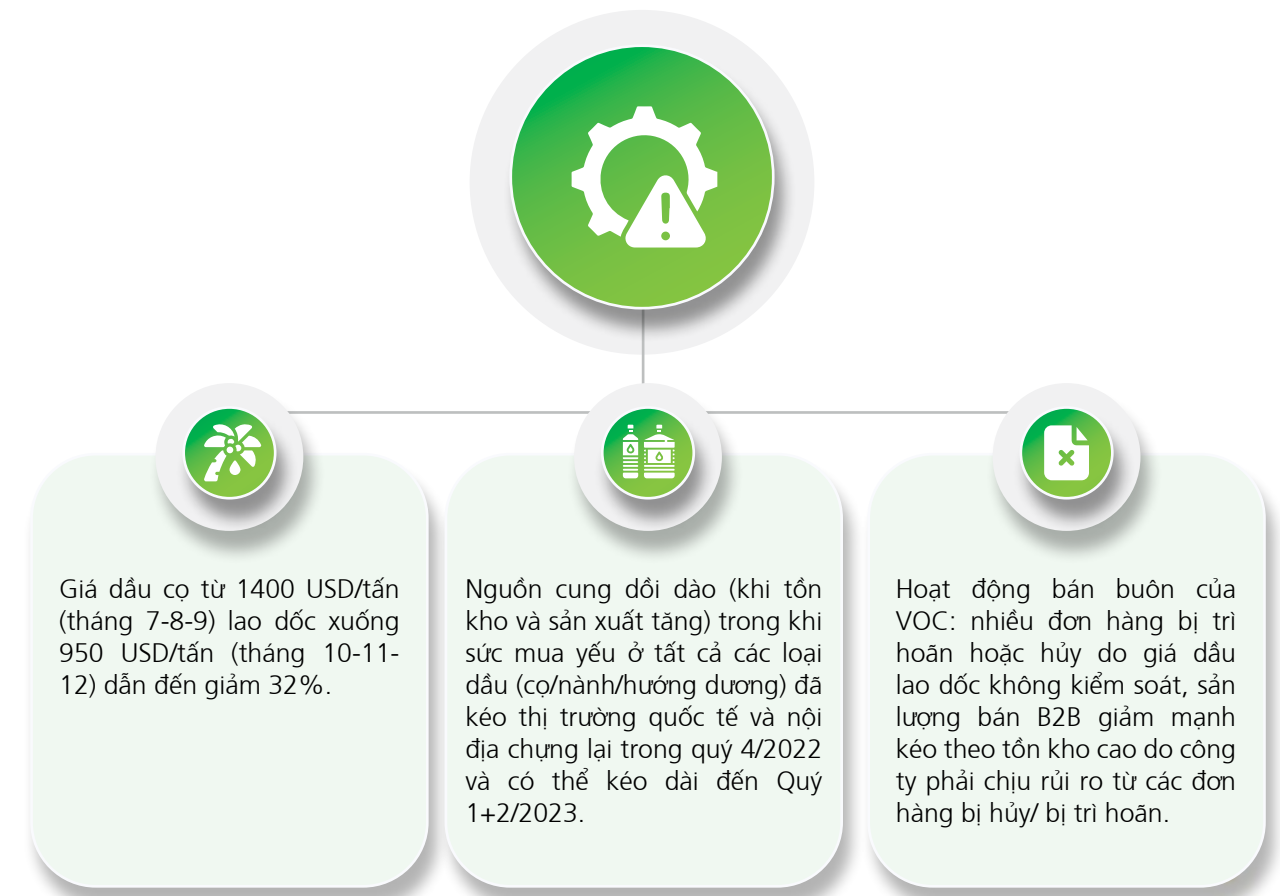 Giá dầu cọ từ 1400 USD/tấn
(tháng 7-8-9) lao dốc xuống
950 USD/tấn (tháng 10-11-
12) dẫn đến giảm 32%.
Nguồn cung dồi dào (khi tồn
kho và sản xuất tăng) trong khi
sức mua yếu ở tất cả các loại
dầu (cọ/nành/hướng dương) đã
kéo thị trường quốc tế và nội
địa chựng lại trong quý 4/2022
và có thể kéo dài đến Quý
1+2/2023.
Hoạt động bán buôn của
VOC: nhiều đơn hàng bị trì
hoãn hoặc hủy do giá dầu
lao dốc không kiểm soát, sản
lượng bán B2B giảm mạnh
kéo theo tồn kho cao do công
ty phải chịu rủi ro từ các đơn
hàng bị hủy/ bị trì hoãn.